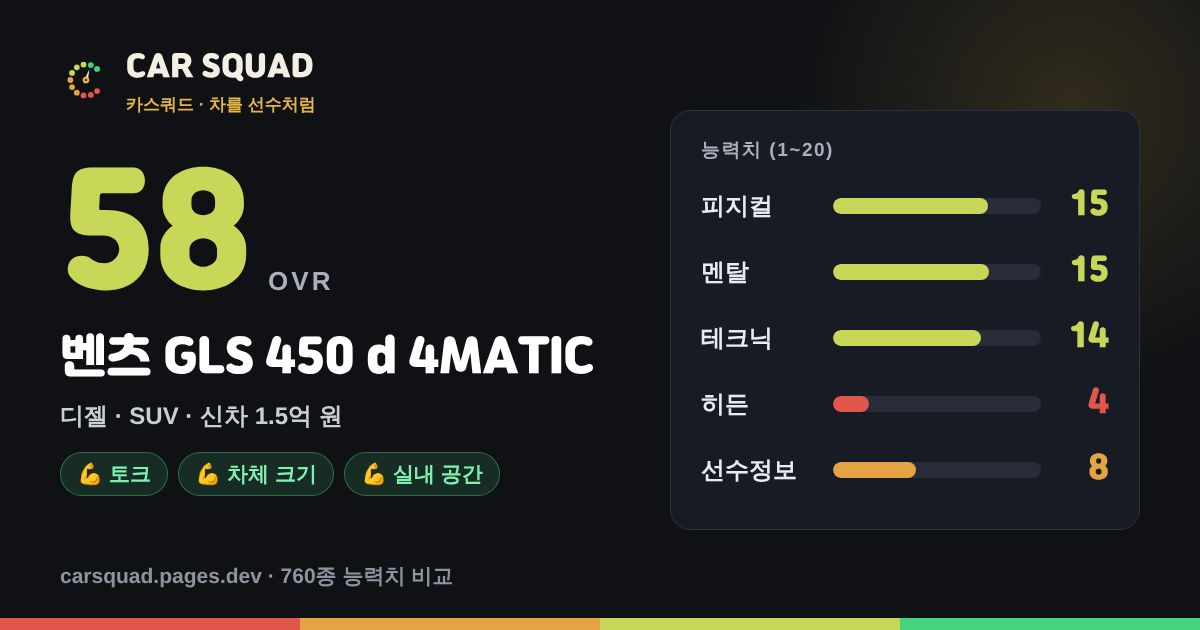 CAR SQUAD
카스쿼드 · 차를 선수처럼
58 OVR
벤츠 GLS 450 d 4MATIC
디젤 · SUV · 신차 1.5억 원
💪 토크 💪 차체 크기 💪 실내 공간
carsquad.pages.dev · 760종 능력치 비교
능력치 (1~20)
피지컬 15
멘탈 15
테크닉 14
히든 4
선수정보 8